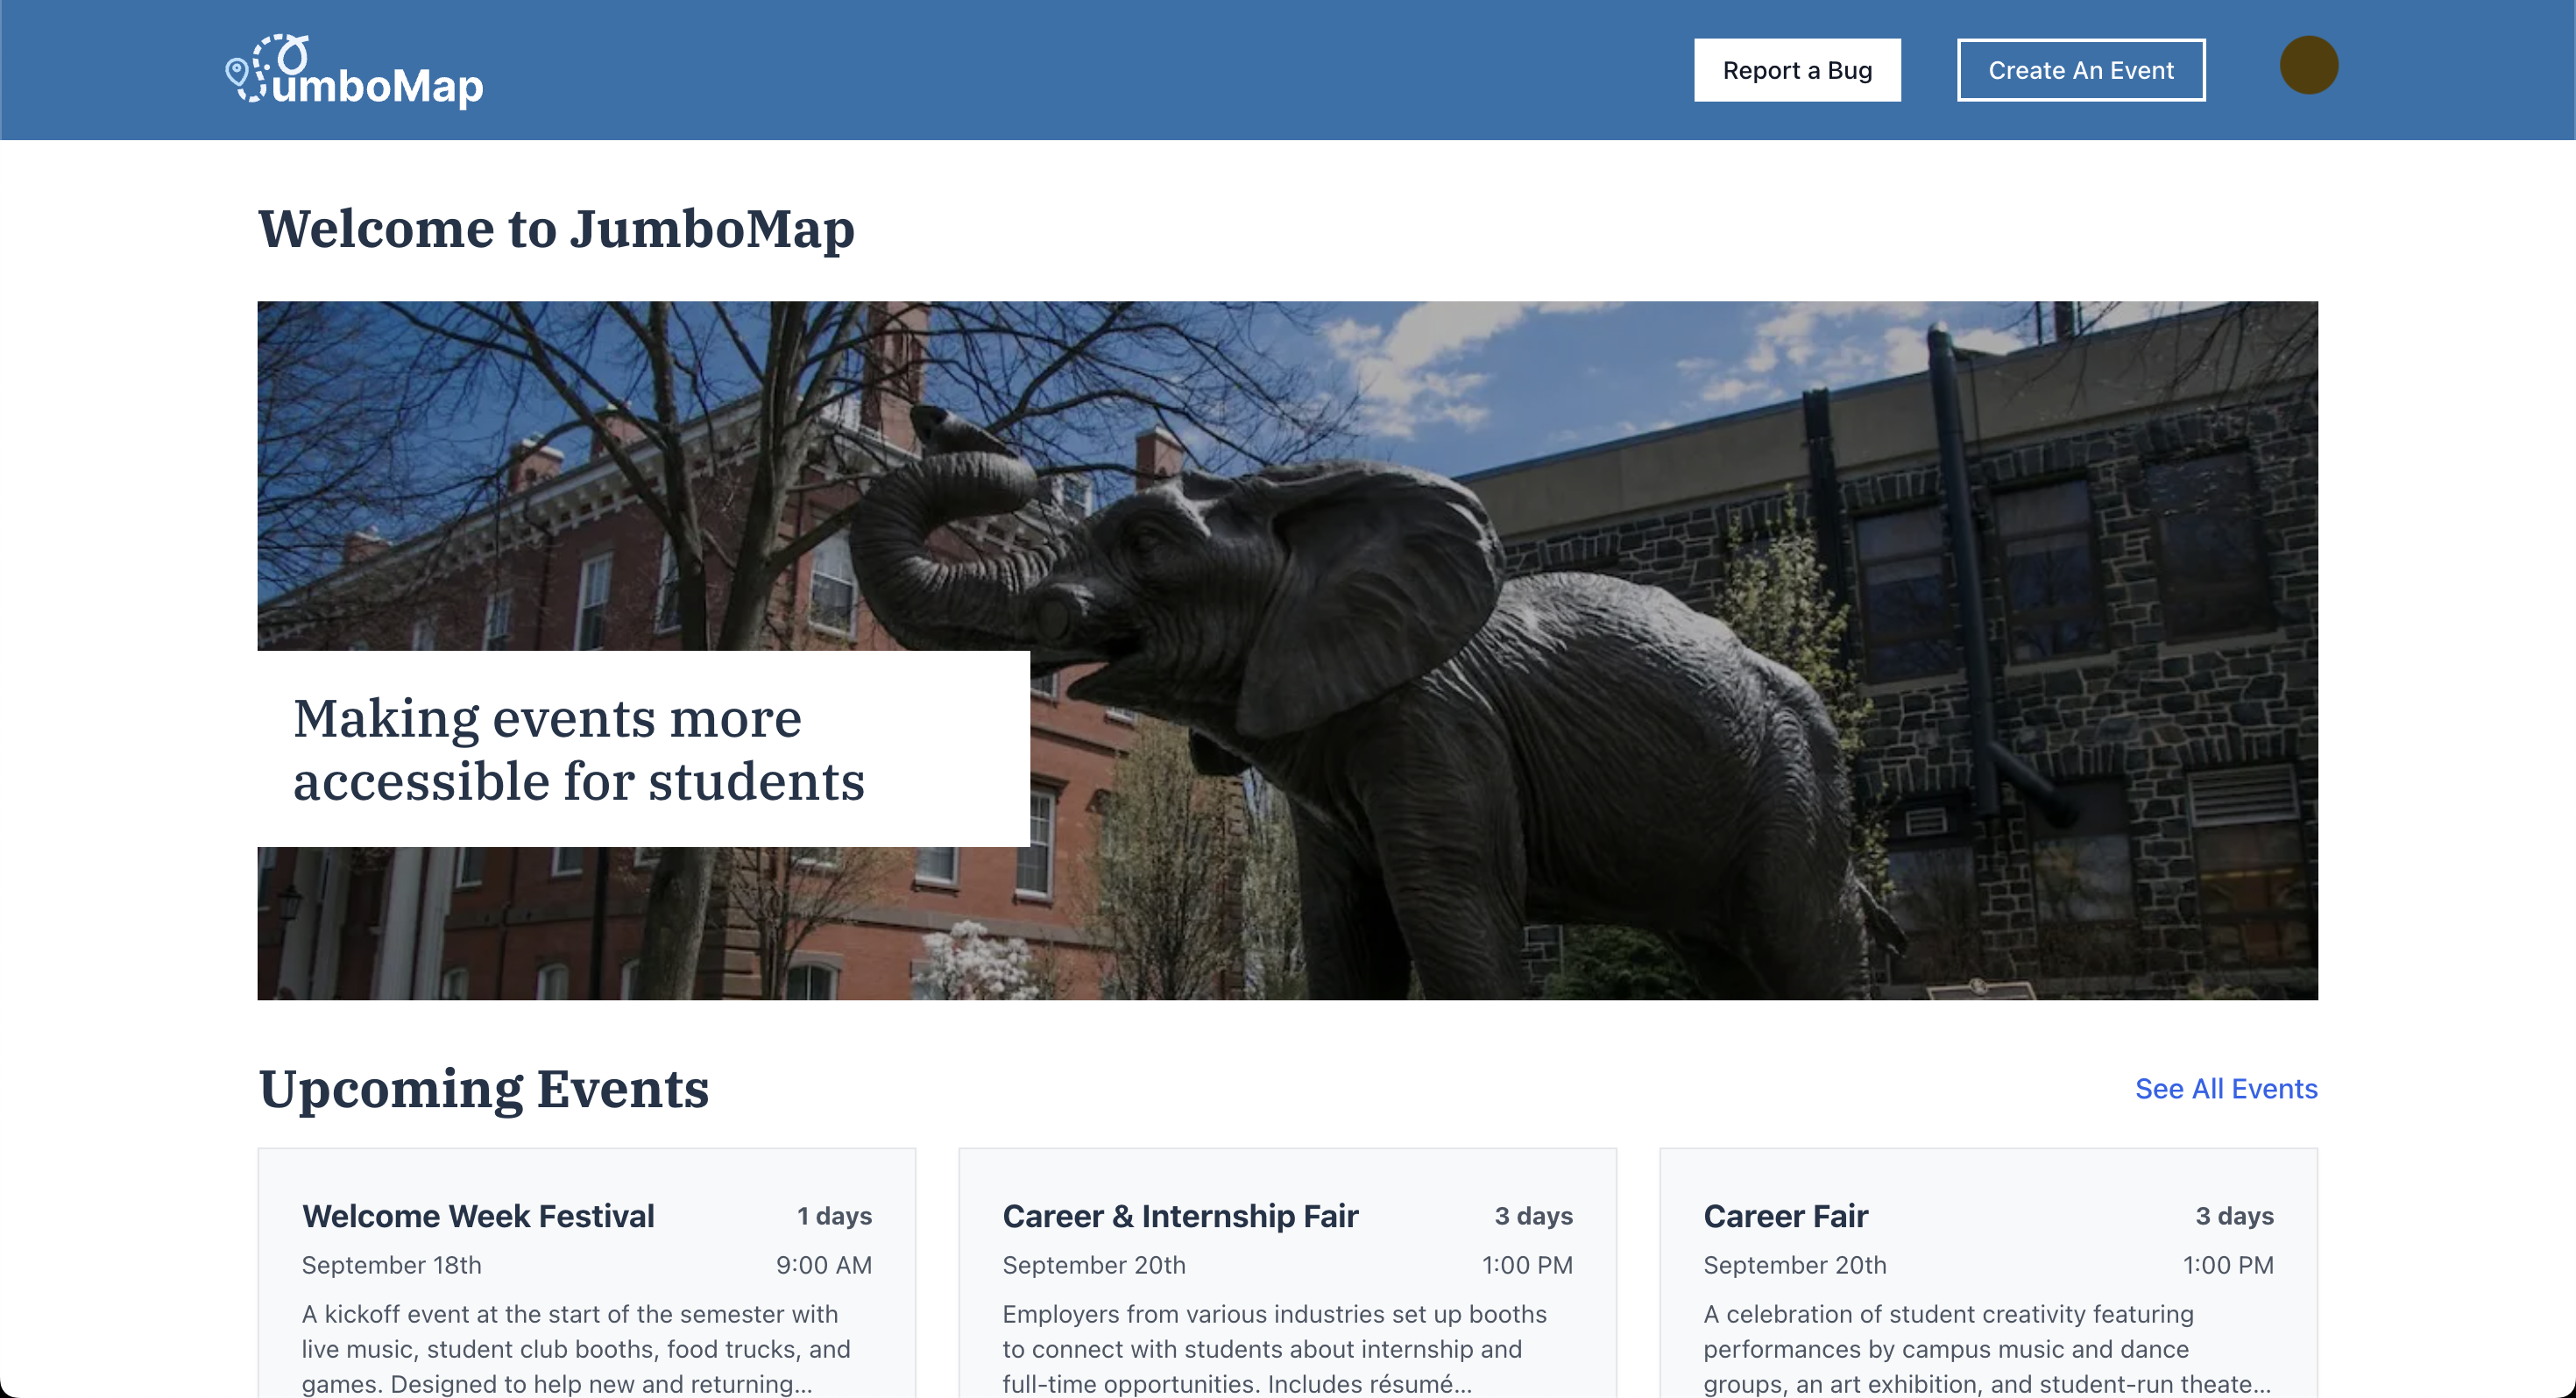 JumboMap
Report a Bug
Create An Event
Welcome to JumboMap
Making events more
accessible for students
Upcoming Events
See All Events
Welcome Week Festival
1 days
September 18th
9:00 AM
A kickoff event at the start of the semester with
live music, student club booths, food trucks, and
games. Designed to help new and returning...
Career & Internship Fair
3 days
September 20th
1:00 PM
Employers from various industries set up booths
to connect with students about internship and
full-time opportunities. Includes résumé...
Career Fair
3 days
September 20th
1:00 PM
A celebration of student creativity featuring
performances by campus music and dance
groups, an art exhibition, and student-run theate...